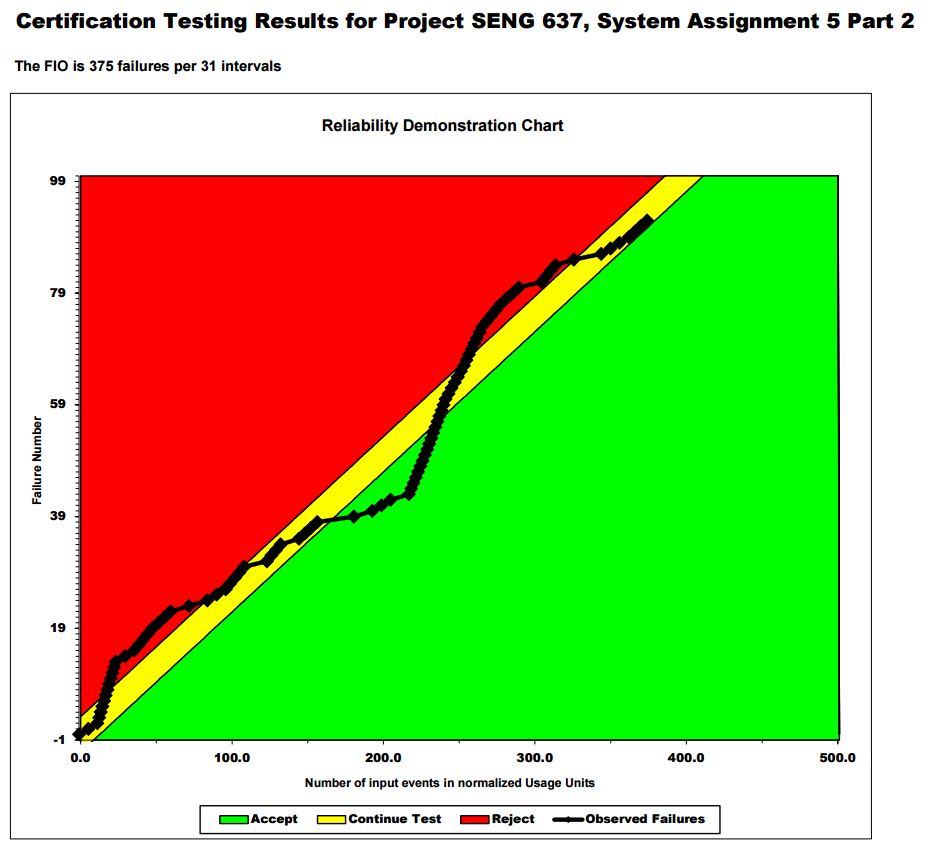 Certification Testing Results for Project SENG 637, System Assignment 5 Part 2
The FIO is 375 failures per 31 intervals
Reliability Demonstration Chart
99
79
59
39
19
-1
Failure Number
0.0 100.0 200.0 300.0 400.0 500.0
Number of input events in normalized Usage Units
Accept Continue Test Reject Observed Failures